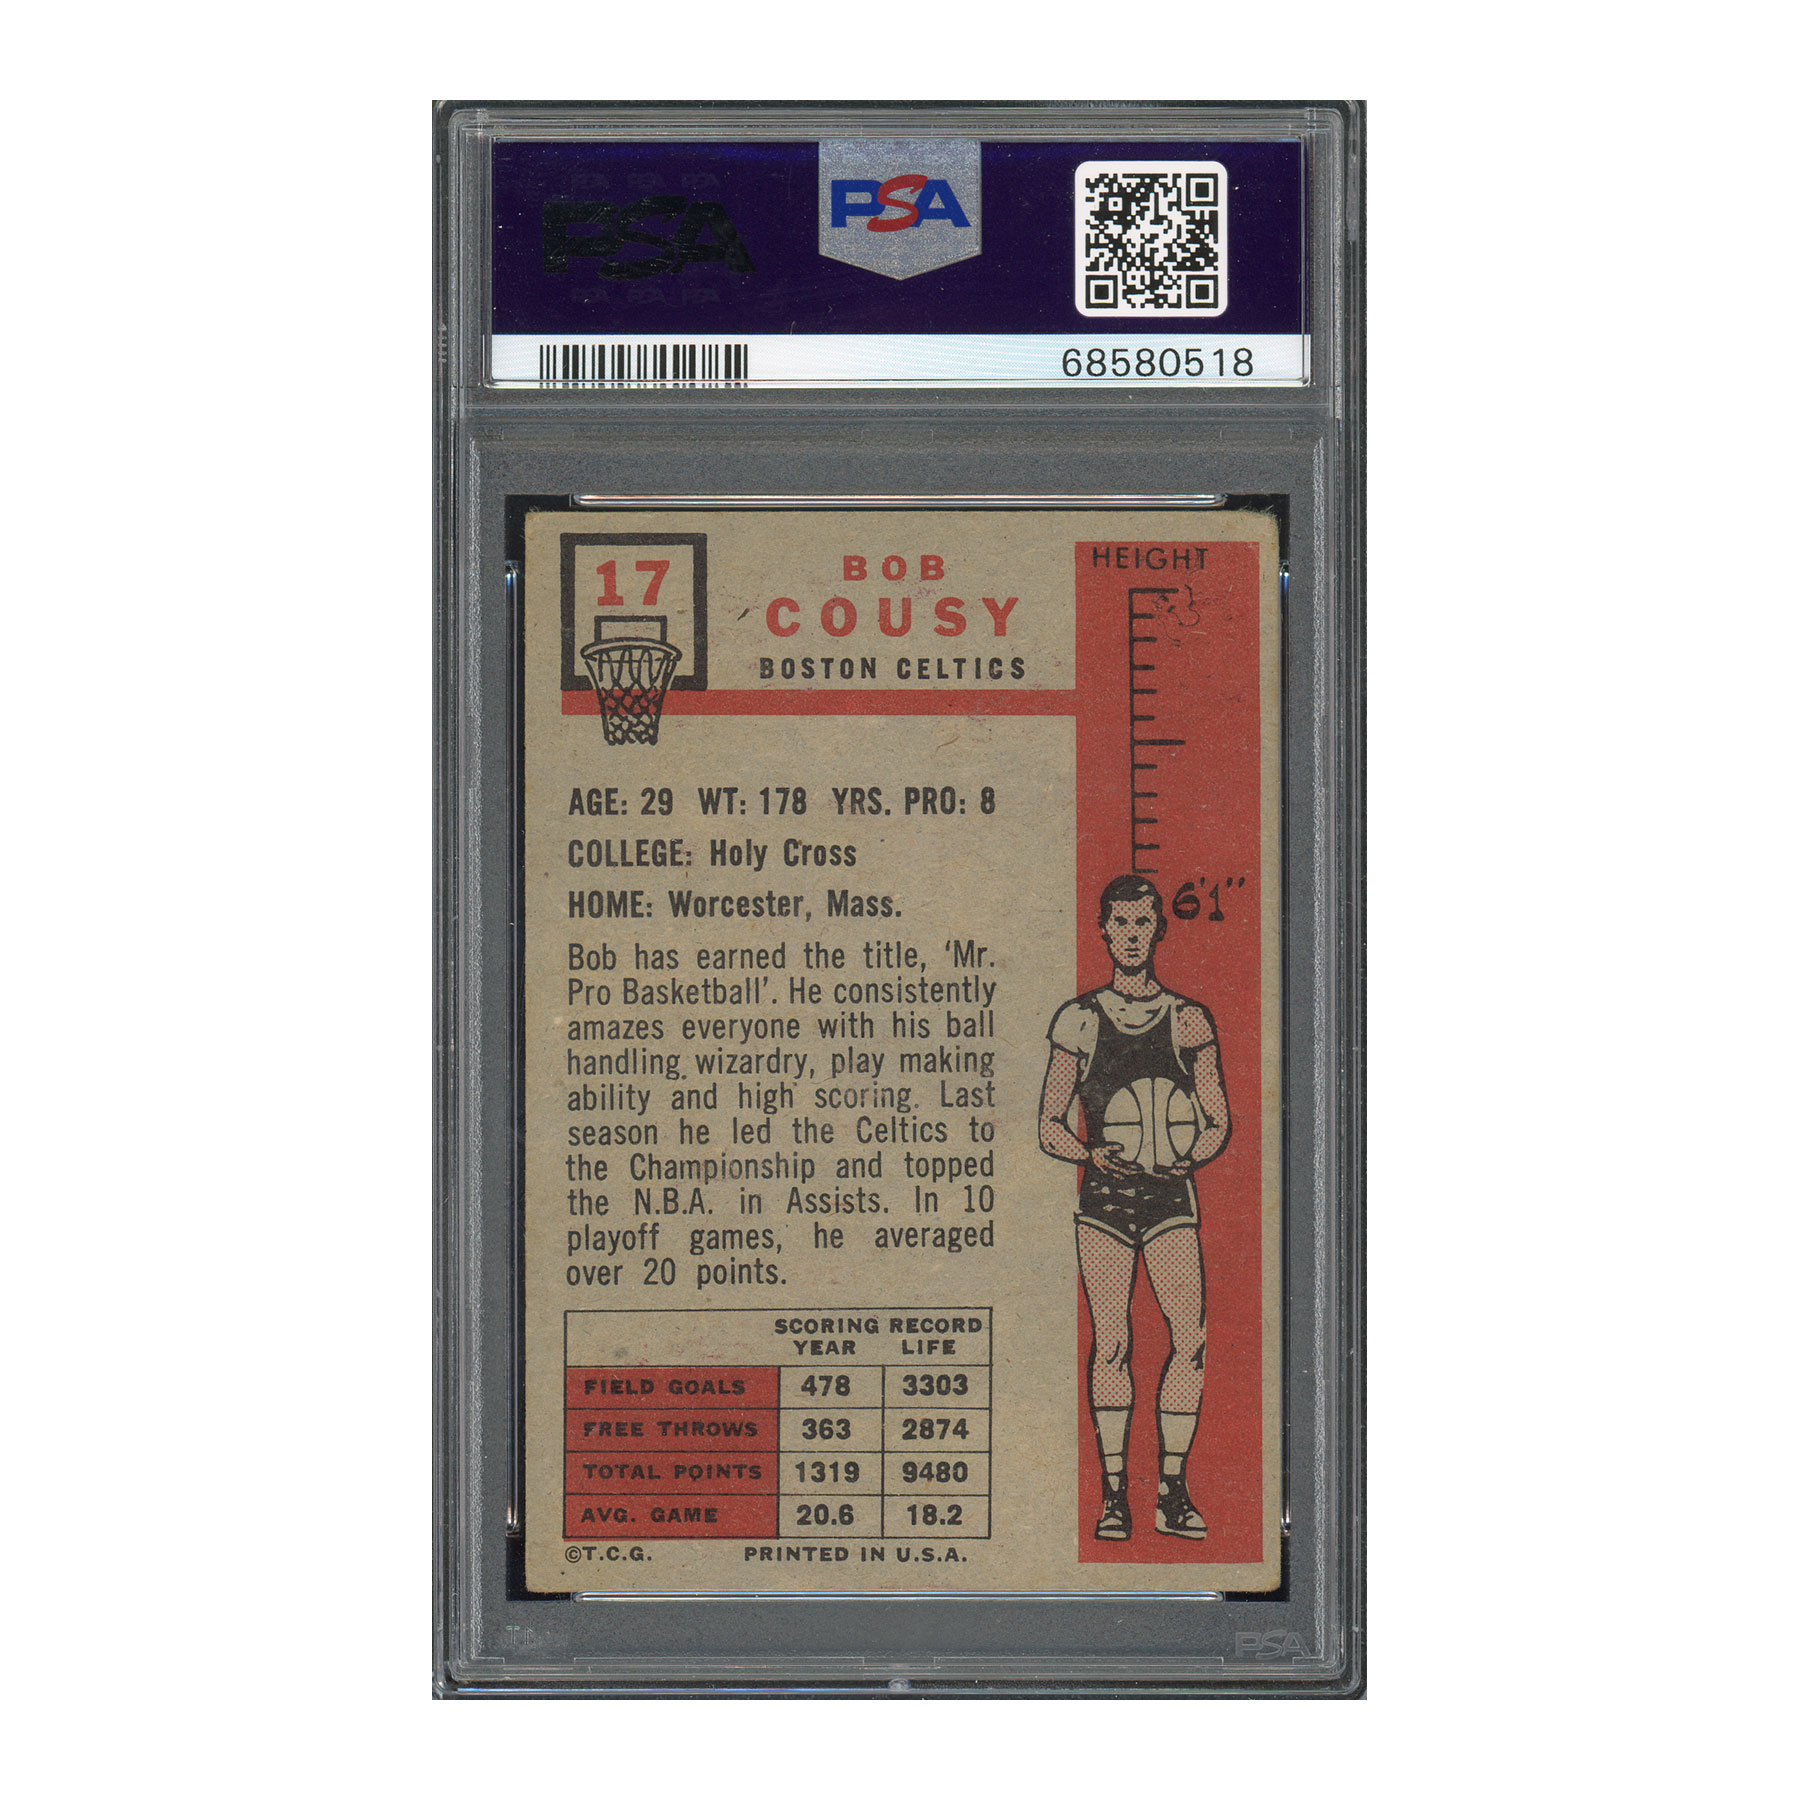 PSA
PSA
68580518
17
BOB
COUSY
BOSTON CELTICS
HEIGHT
6'1"
AGE: 29 WT: 178 YRS. PRO: 8
COLLEGE: Holy Cross
HOME: Worcester, Mass.
Bob has earned the title, 'Mr.
Pro Basketball'. He consistently
amazes everyone with his ball
handling wizardry, play making
ability and high scoring. Last
season he led the Celtics to
the Championship and topped
the N.B.A. in Assists. In 10
playoff games, he averaged
over 20 points.
SCORING RECORD
YEAR LIFE
FIELD GOALS 478 3303
FREE THROWS 363 2874
TOTAL POINTS 1319 9480
AVG. GAME 20.6 18.2
©T.C.G. PRINTED IN U.S.A.
PSA